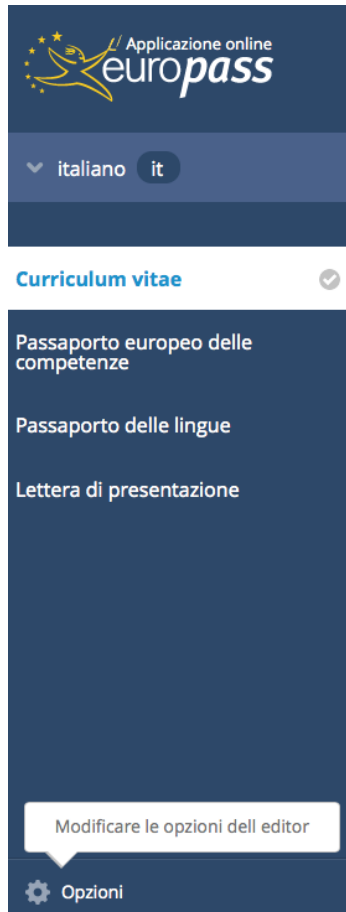 Applicazione online
europass
italiano it
Curriculum vitae
Passaporto europeo delle
competenze
Passaporto delle lingue
Lettera di presentazione
Modificare le opzioni dell editor
Opzioni